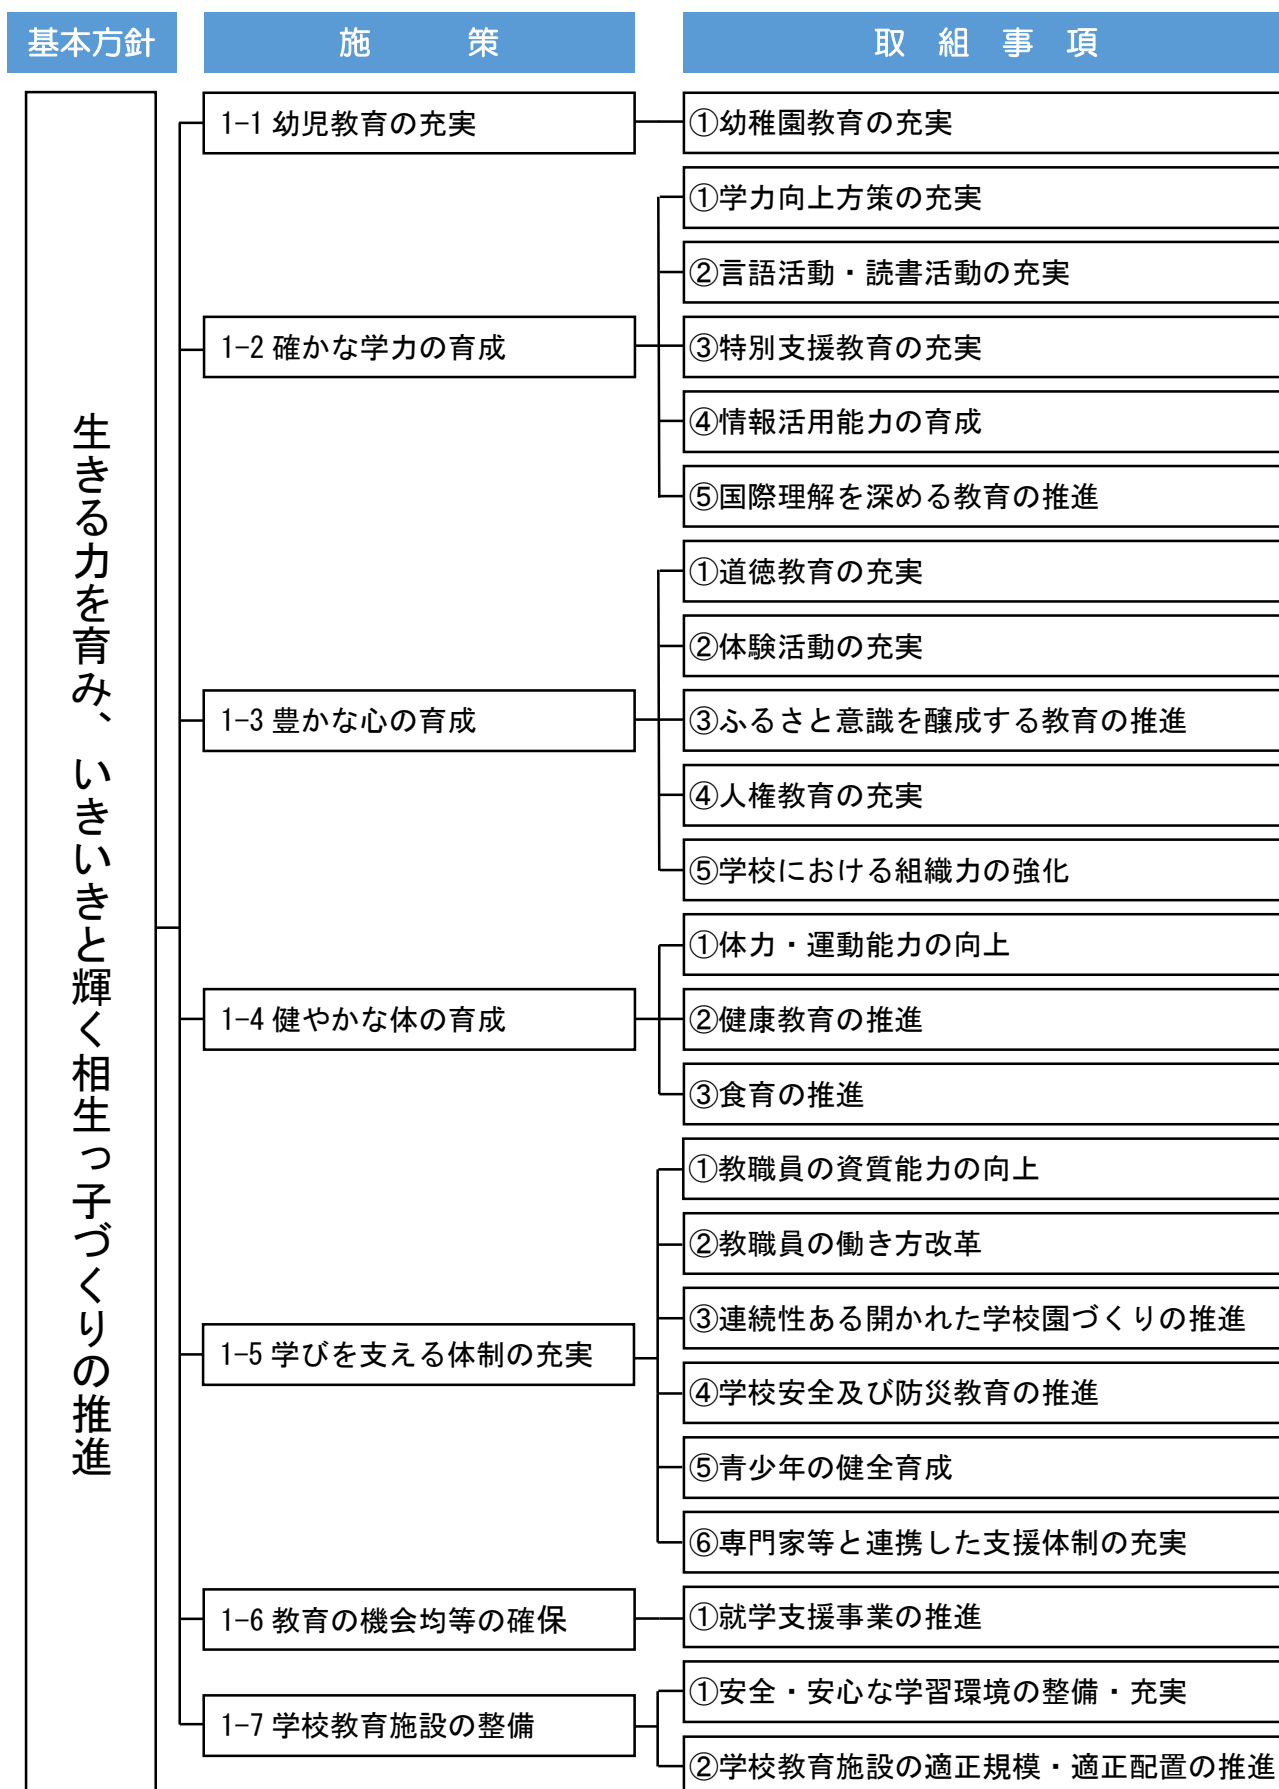 基本方針
施　　策
取　組　事　項
生きる力を育み、いきいきと輝く相生っ子づくりの推進
1-1 幼児教育の充実
①幼稚園教育の充実
1-2 確かな学力の育成
①学力向上方策の充実
②言語活動・読書活動の充実
③特別支援教育の充実
④情報活用能力の育成
⑤国際理解を深める教育の推進
1-3 豊かな心の育成
①道徳教育の充実
②体験活動の充実
③ふるさと意識を醸成する教育の推進
④人権教育の充実
⑤学校における組織力の強化
1-4 健やかな体の育成
①体力・運動能力の向上
②健康教育の推進
③食育の推進
1-5 学びを支える体制の充実
①教職員の資質能力の向上
②教職員の働き方改革
③連続性ある開かれた学校園づくりの推進
④学校安全及び防災教育の推進
⑤青少年の健全育成
⑥専門家等と連携した支援体制の充実
1-6 教育の機会均等の確保
①就学支援事業の推進
1-7 学校教育施設の整備
①安全・安心な学習環境の整備・充実
②学校教育施設の適正規模・適正配置の推進